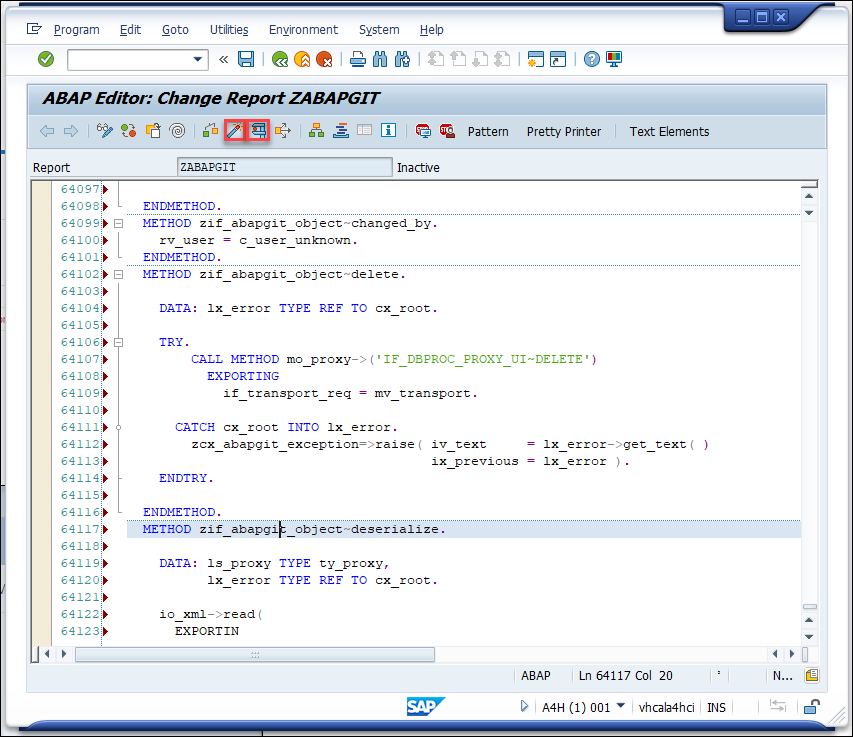 Program Edit Goto Utilities Environment System Help
ABAP Editor: Change Report ZABAPGIT
Pattern Pretty Printer Text Elements
Report ZABAPGIT Inactive
64097
64098 ENDMETHOD.
64099 METHOD zif_abapgit_object~changed_by.
64100 rv_user = c_user_unknown.
64101 ENDMETHOD.
64102 METHOD zif_abapgit_object~delete.
64103
64104 DATA: lx_error TYPE REF TO cx_root.
64105
64106 TRY.
64107 CALL METHOD mo_proxy->('IF_DBPROC_PROXY_UI~DELETE')
64108 EXPORTING
64109 if_transport_req = mv_transport.
64110
64111 CATCH cx_root INTO lx_error.
64112 zcx_abapgit_exception=>raise( iv_text = lx_error->get_text( )
64113 ix_previous = lx_error ).
64114 ENDTRY.
64115
64116 ENDMETHOD.
64117 METHOD zif_abapgit_object~deserialize.
64118
64119 DATA: ls_proxy TYPE ty_proxy,
64120 lx_error TYPE REF TO cx_root.
64121
64122 io_xml->read(
64123 EXPORTIN
ABAP Ln 64117 Col 20 N...
SAP A4H (1) 001 vhcala4hci INS